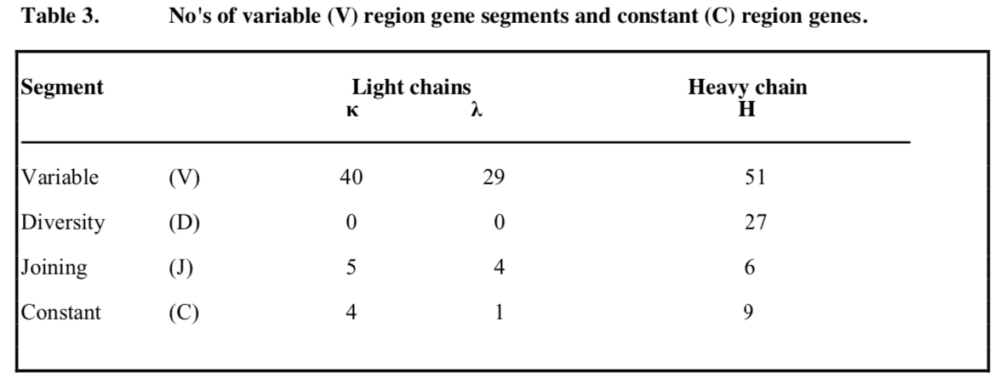 Table 3. No's of variable (V) region gene segments and constant (C) region genes.
Segment Light chains Heavy chain
κ λ H
Variable (V) 40 29 51
Diversity (D) 0 0 27
Joining (J) 5 4 6
Constant (C) 4 1 9